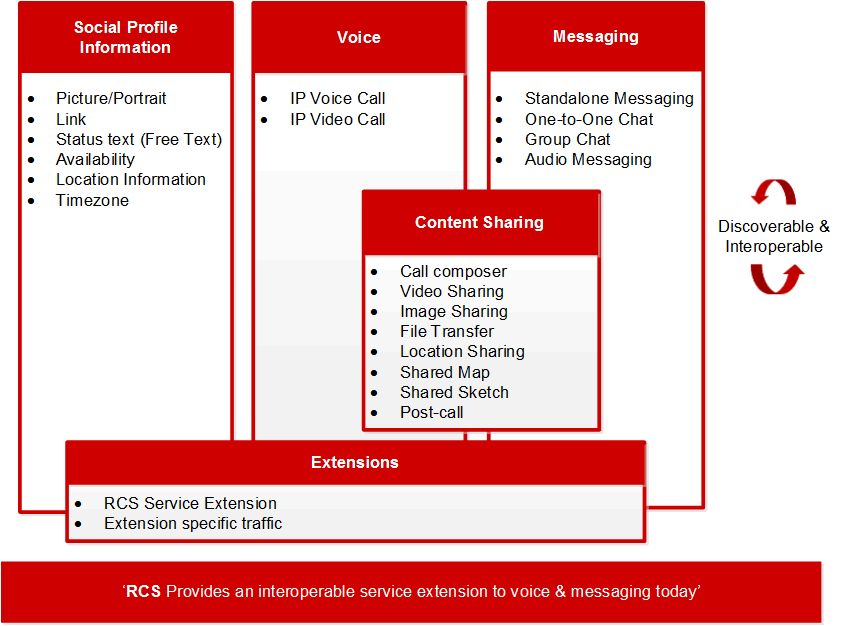 Social Profile
Information
• Picture/Portrait
• Link
• Status text (Free Text)
• Availability
• Location Information
• Timezone
Voice
• IP Voice Call
• IP Video Call
Messaging
• Standalone Messaging
• One-to-One Chat
• Group Chat
• Audio Messaging
Content Sharing
• Call composer
• Video Sharing
• Image Sharing
• File Transfer
• Location Sharing
• Shared Map
• Shared Sketch
• Post-call
Discoverable &
Interoperable
Extensions
• RCS Service Extension
• Extension specific traffic
‘RCS Provides an interoperable service extension to voice & messaging today’